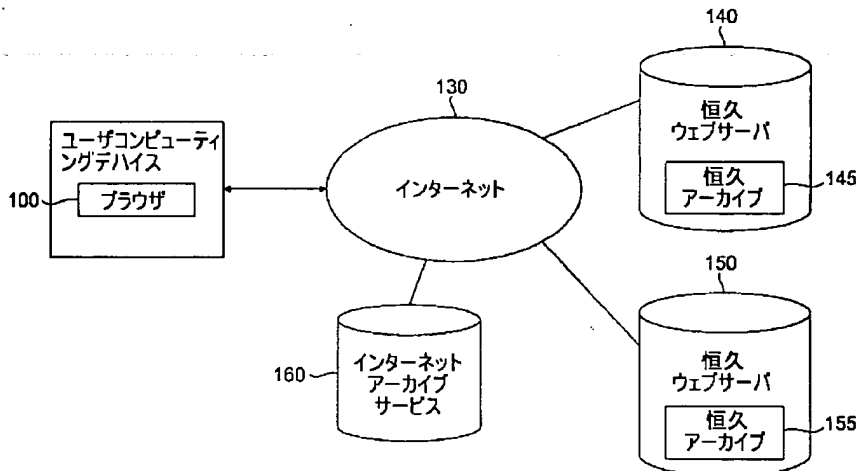 140
130
ユーザコンピューティ
ングデハイス
100
ブラウザ
インターネット
恒久
ウェブサーバ
恒久
アーカイブ
145
150
160
インターネット
アーカイブ
サービス
恒久
ウェブサーバ
恒久
アーカイブ
155